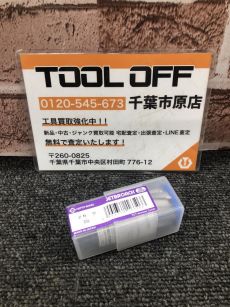 TOOL OFF
0120-545-673 千葉市原店
工具買取強化中!!
新品・中古・ジャンク買取可能 宅配査定・出張査定・LINE査定
無料で査定いたします!
〒260-0825
千葉県千葉市中央区村田町 776-12
JETBROACH